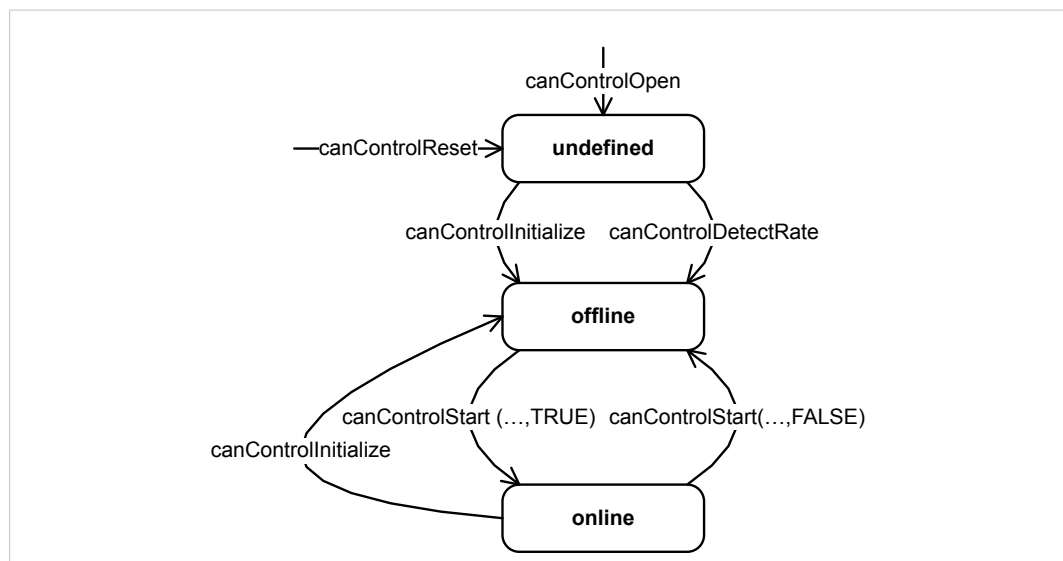 canControlOpen
canControlReset
undefined
canControlInitialize
canControlDetectRate
offline
canControlStart (…,TRUE)
canControlStart(…,FALSE)
canControlInitialize
online